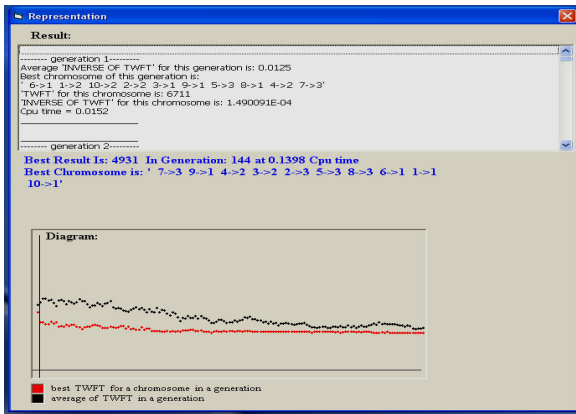 Representation
Result:
-------- generation 1---------
Average 'INVERSE OF TWFT' for this generation is: 0.0125
Best chromosome of this generation is:
' 6->1 1->2 10->2 2->2 3->1 9->1 5->3 8->1 4->2 7->3'
'TWFT' for this chromosome is: 6711
'INVERSE OF TWFT' for this chromosome is: 1.490091E-04
Cpu time = 0.0152
-------- generation 2---------
Best Result Is: 4931 In Generation: 144 at 0.1398 Cpu time
Best Chromosome is: ' 7->3 9->1 4->2 3->2 2->3 5->3 8->3 6->1 1->1
10->1'
Diagram:
best TWFT for a chromosome in a generation
average of TWFT in a generation